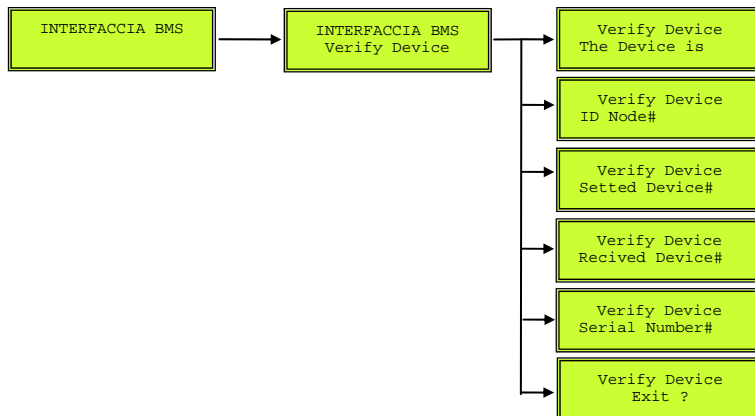 INTERFACCIA BMS
INTERFACCIA BMS
Verify Device
Verify Device
The Device is
Verify Device
ID Node#
Verify Device
Setted Device#
Verify Device
Recived Device#
Verify Device
Serial Number#
Verify Device
Exit ?